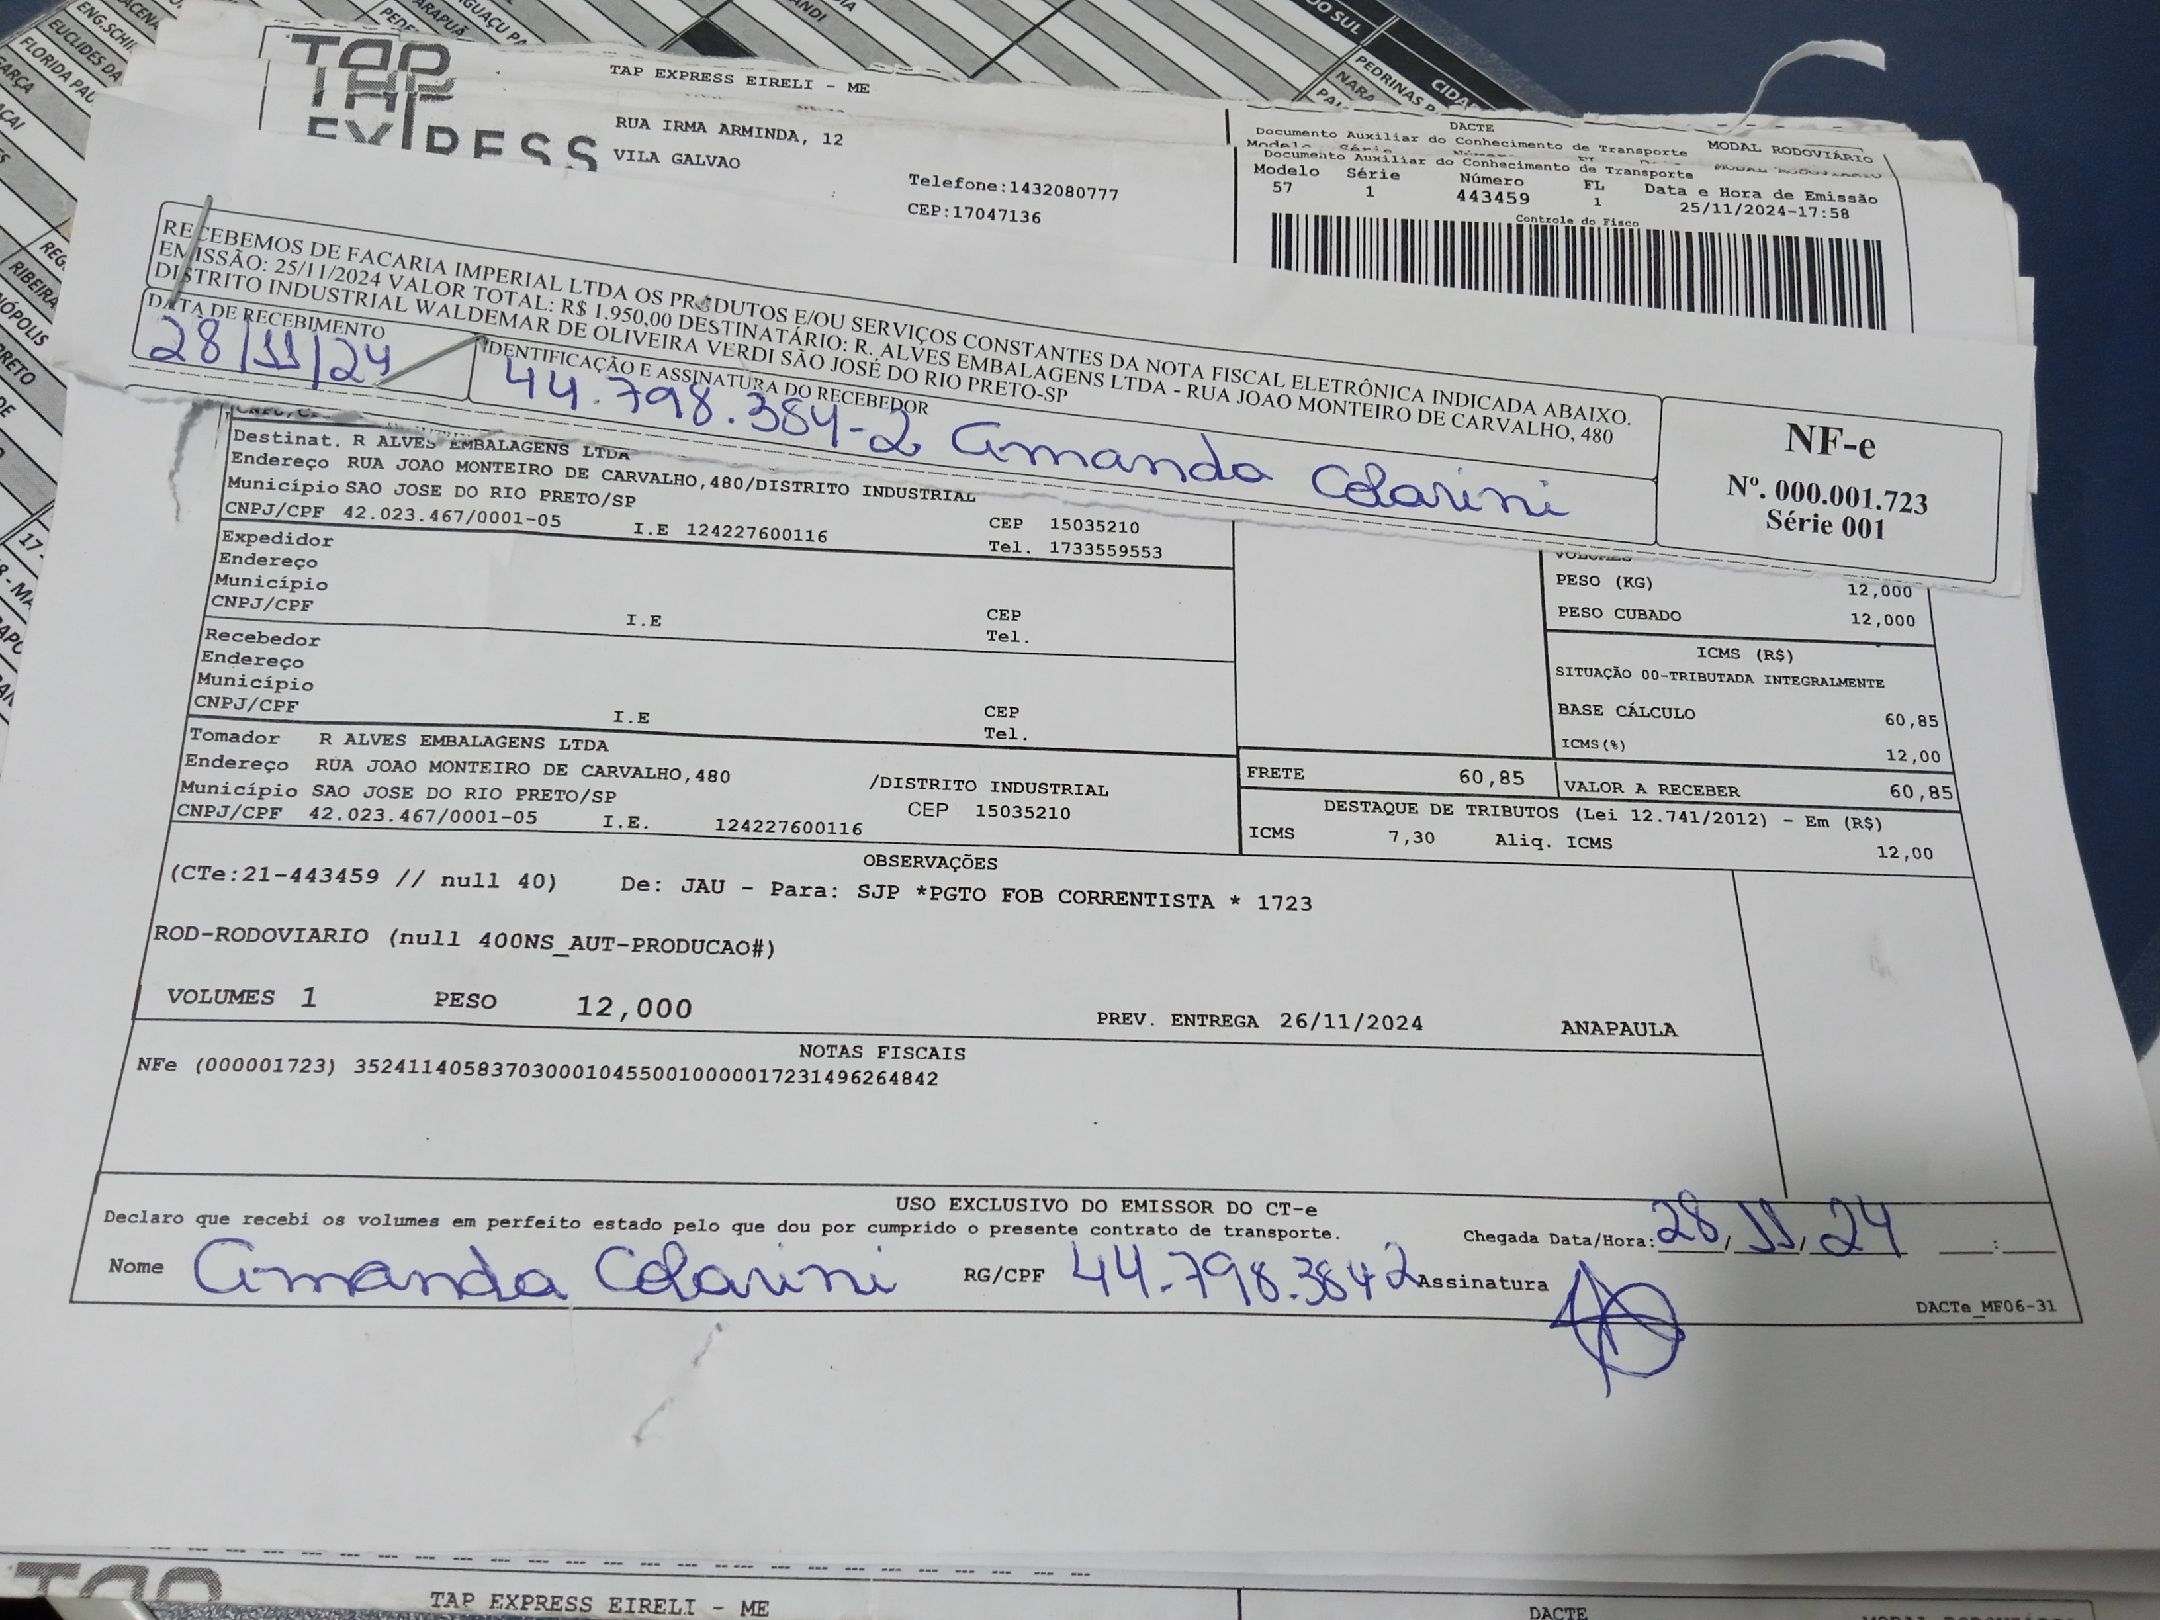 TAP
TAP EXPRESS EIRELI - ME
EXPRESS
RUA IRMA ARMINDA, 12
VILA GALVAO
Telefone:1432080777
CEP:17047136
DACTE
Documento Auxiliar do Conhecimento de Transporte
MODAL RODOVIÁRIO
Documento Auxiliar do Conhecimento de Transporte
Modelo Série Número FL Data e Hora de Emissão
57 1 443459 1 25/11/2024-17:58
Controle do Fisco
RECEBEMOS DE FACARIA IMPERIAL LTDA OS PRODUTOS E/OU SERVIÇOS CONSTANTES DA NOTA FISCAL ELETRÔNICA INDICADA ABAIXO.
EMISSÃO: 25/11/2024 VALOR TOTAL: R$ 1.950,00 DESTINATÁRIO: R. ALVES EMBALAGENS LTDA - RUA JOAO MONTEIRO DE CARVALHO, 480
DISTRITO INDUSTRIAL WALDEMAR DE OLIVEIRA VERDI SÃO JOSÉ DO RIO PRETO-SP
DATA DE RECEBIMENTO
28/11/24
IDENTIFICAÇÃO E ASSINATURA DO RECEBEDOR
44.798.384-2 Amanda Colarini
NF-e
Nº. 000.001.723
Série 001
Destinat. R ALVES EMBALAGENS LTDA
Endereço RUA JOAO MONTEIRO DE CARVALHO,480/DISTRITO INDUSTRIAL
Município SAO JOSE DO RIO PRETO/SP
CEP 15035210
CNPJ/CPF 42.023.467/0001-05 I.E 124227600116 Tel. 1733559553
Expedidor
Endereço
Município
CEP
CNPJ/CPF I.E Tel.
Recebedor
Endereço
Município
CEP
CNPJ/CPF I.E Tel.
Tomador R ALVES EMBALAGENS LTDA
Endereço RUA JOAO MONTEIRO DE CARVALHO,480 /DISTRITO INDUSTRIAL
Município SAO JOSE DO RIO PRETO/SP CEP 15035210
CNPJ/CPF 42.023.467/0001-05 I.E. 124227600116
VOLUMES
PESO (KG) 12,000
PESO CUBADO 12,000
ICMS (R$)
SITUAÇÃO 00-TRIBUTADA INTEGRALMENTE
BASE CÁLCULO 60,85
ICMS(%) 12,00
FRETE 60,85 VALOR A RECEBER 60,85
DESTAQUE DE TRIBUTOS (Lei 12.741/2012) - Em (R$)
ICMS 7,30 Aliq. ICMS 12,00
OBSERVAÇÕES
(CTe:21-443459 // null 40) De: JAU - Para: SJP *PGTO FOB CORRENTISTA * 1723
ROD-RODOVIARIO (null 400NS_AUT-PRODUCAO#)
VOLUMES 1 PESO 12,000 PREV. ENTREGA 26/11/2024 ANAPAULA
NOTAS FISCAIS
NFe (000001723) 35241140583703000104550010000017231496264842
USO EXCLUSIVO DO EMISSOR DO CT-e
Declaro que recebi os volumes em perfeito estado pelo que dou por cumprido o presente contrato de transporte.
Chegada Data/Hora: 28/11/24 :
Nome Amanda Colarini RG/CPF 44.798.384 2 Assinatura
DACTe_MF06-31
TAP
TAP EXPRESS EIRELI - ME
DACTE